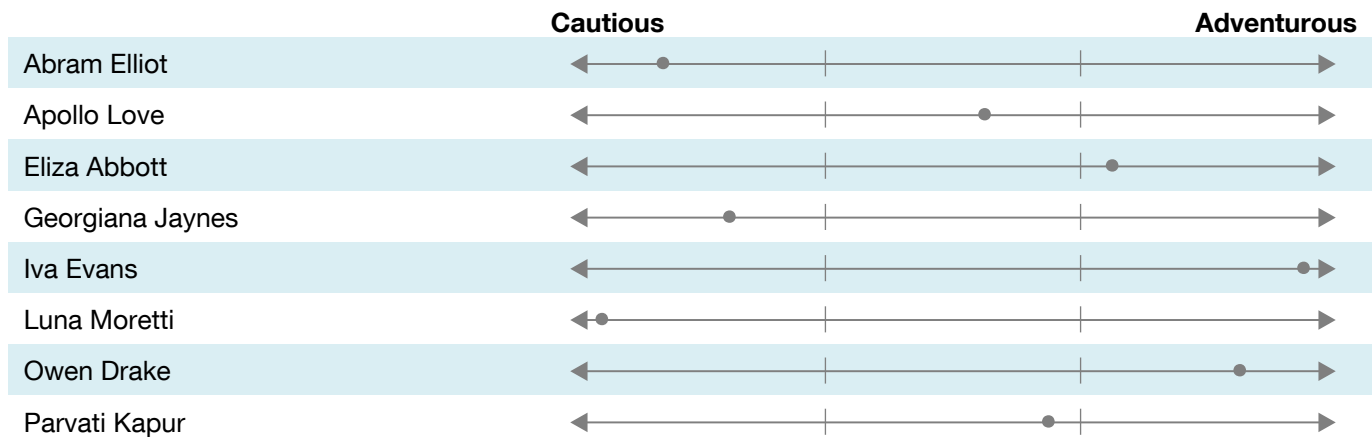 Cautious Adventurous
Abram Elliot
Apollo Love
Eliza Abbott
Georgiana Jaynes
Iva Evans
Luna Moretti
Owen Drake
Parvati Kapur